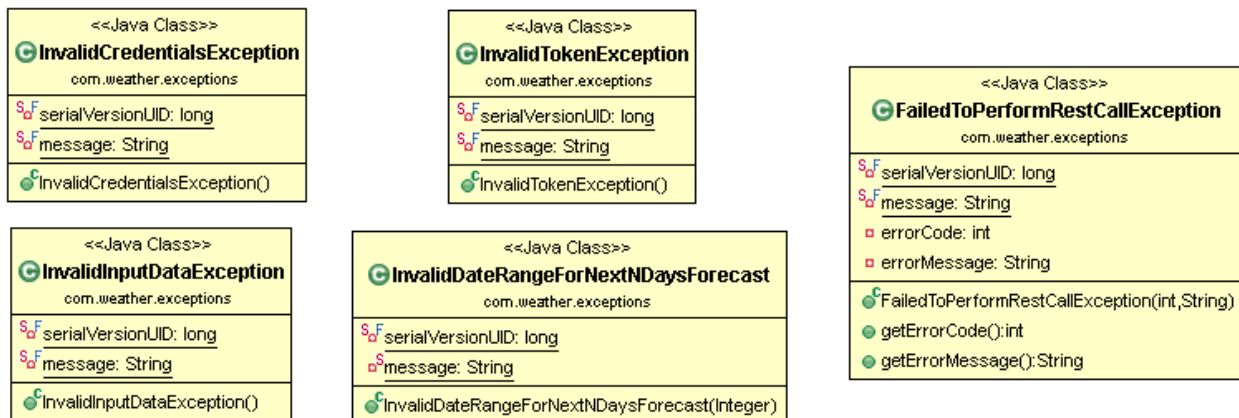 <<Java Class>>
InvalidCredentialsException
com.weather.exceptions
serialVersionUID: long
message: String
InvalidCredentialsException()
<<Java Class>>
InvalidTokenException
com.weather.exceptions
serialVersionUID: long
message: String
InvalidTokenException()
<<Java Class>>
FailedToPerformRestCallException
com.weather.exceptions
serialVersionUID: long
message: String
errorCode: int
errorMessage: String
FailedToPerformRestCallException(int,String)
getErrorCode():int
getErrorMessage():String
<<Java Class>>
InvalidInputDataException
com.weather.exceptions
serialVersionUID: long
message: String
InvalidInputDataException()
<<Java Class>>
InvalidDateRangeForNextNDaysForecast
com.weather.exceptions
serialVersionUID: long
message: String
InvalidDateRangeForNextNDaysForecast(Integer)